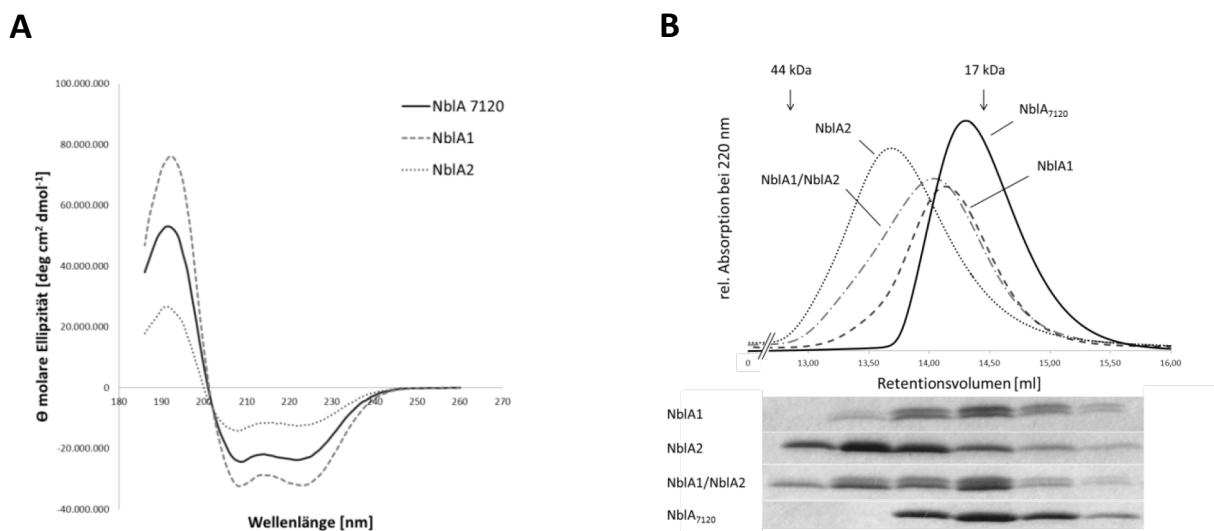 A
100.000.000
80.000.000
60.000.000
40.000.000
20.000.000
0
-20.000.000
-40.000.000
180 190 200 210 220 230 240 250 260 270
Θ molare Ellipzität [deg cm² dmol⁻¹]
Wellenlänge [nm]
NblA 7120
NblA1
NblA2
B
44 kDa 17 kDa
NblA₇₁₂₀
NblA2
NblA1/NblA2
NblA1
rel. Absorption bei 220 nm
0 13,00 13,50 14,00 14,50 15,00 15,50 16,00
Retentionsvolumen [ml]
NblA1
NblA2
NblA1/NblA2
NblA₇₁₂₀